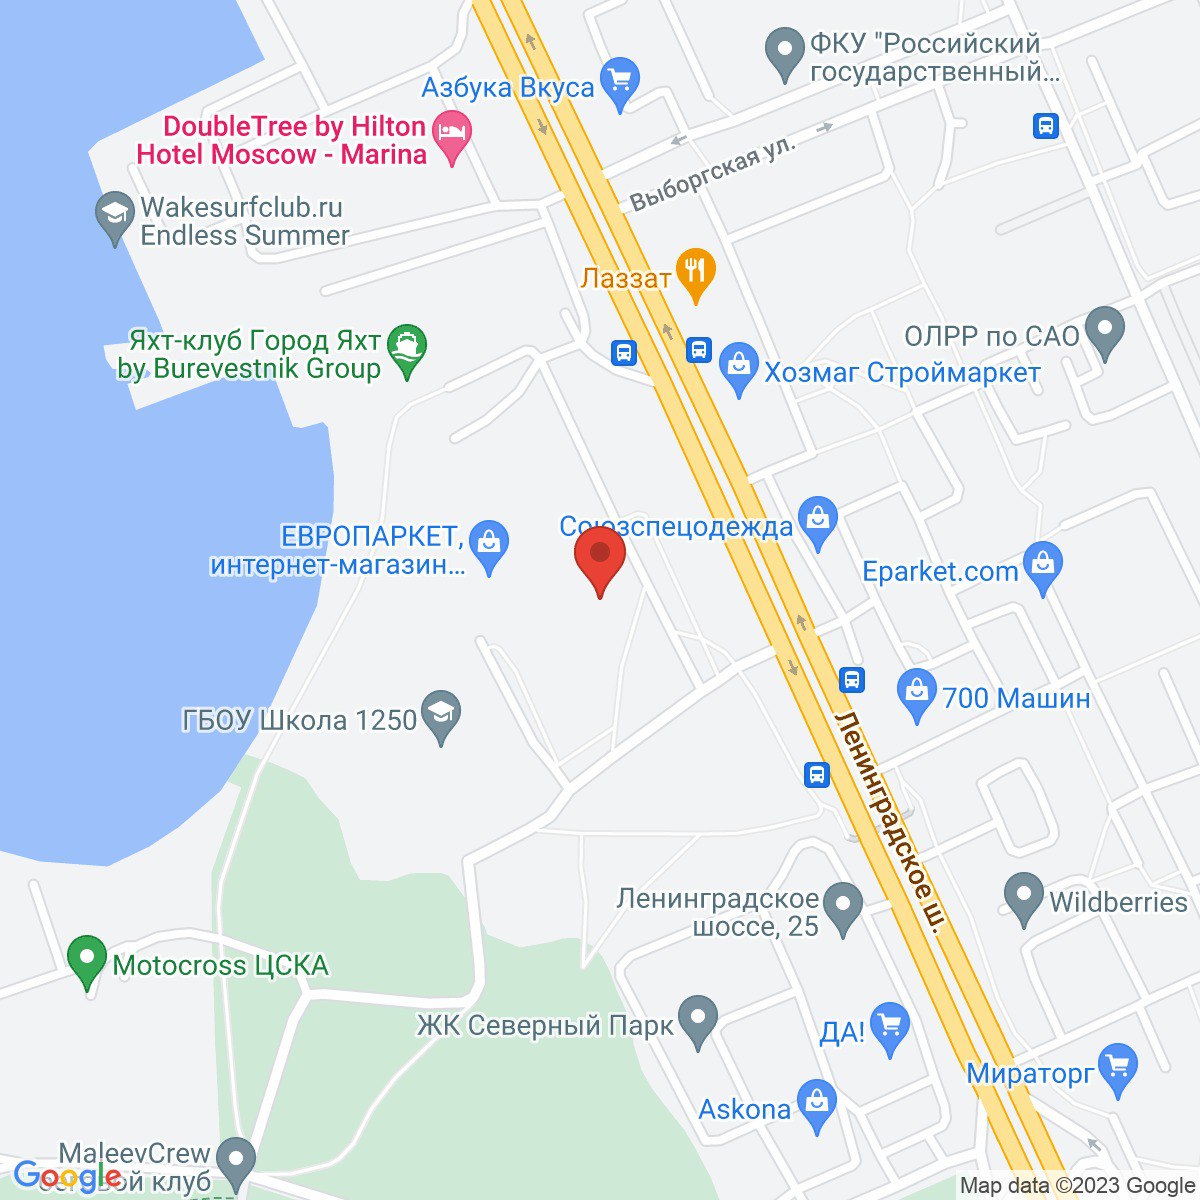 ФКУ "Российский
государственный...
Азбука Вкуса
DoubleTree by Hilton
Hotel Moscow - Marina
Выборгская ул.
Wakesurfclub.ru
Endless Summer
Лаззат
Яхт-клуб Город Яхт
by Burevestnik Group
ОЛРР по САО
Хозмаг Строймаркет
Союзспецодежда
ЕВРОПАРКЕТ,
интернет-магазин...
Eparket.com
700 Машин
ГБОУ Школа 1250
Ленинградское ш.
Ленинградское
шоссе, 25
Wildberries
Motocross ЦСКА
ЖК Северный Парк
ДА!
Мираторг
Askona
MaleevCrew
клуб
Google
Map data ©2023 Google